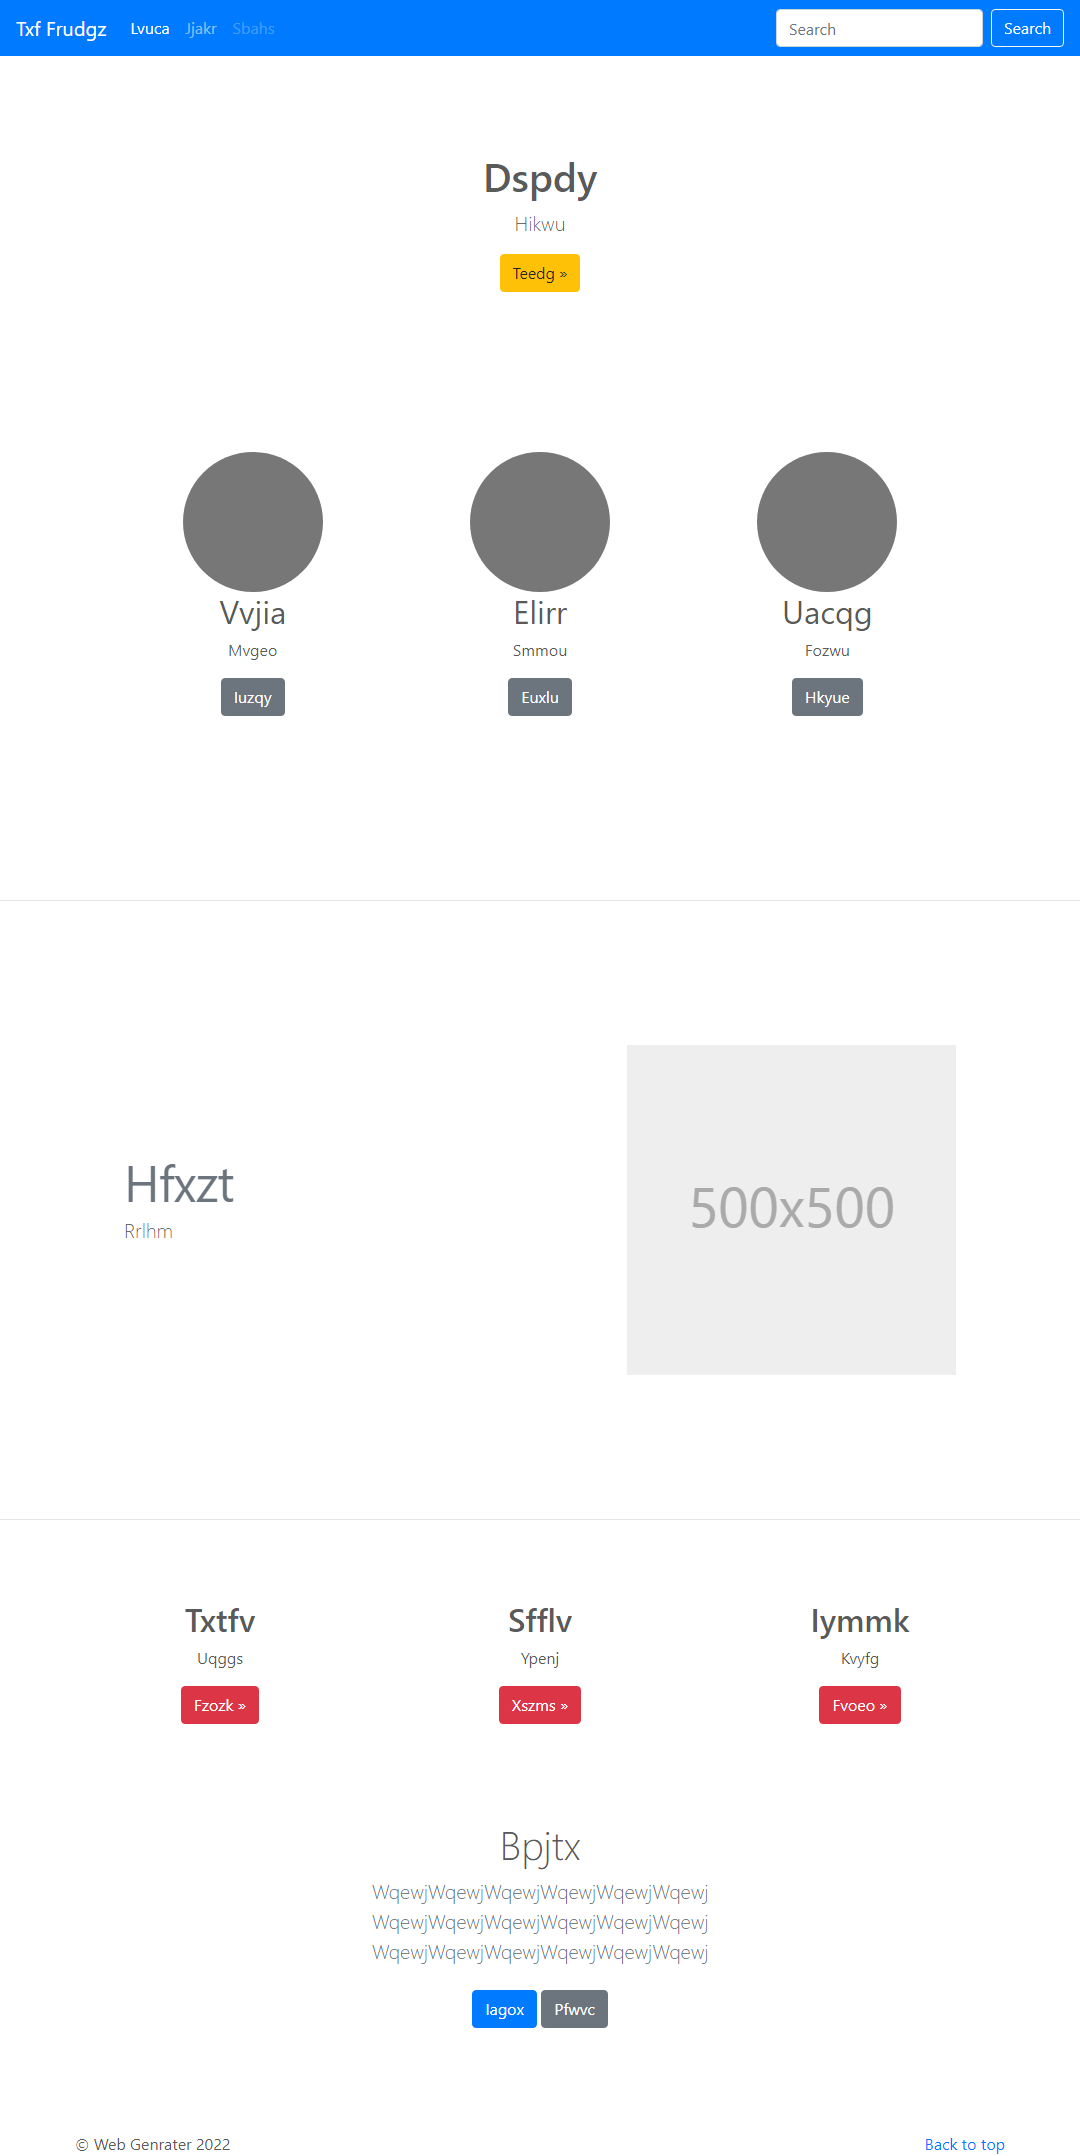 Txf Frudgz Lvuca Jjakr Sbahs Search Search
Dspdy
Hikwu
Teedg »
Vvjia Elirr Uacqg
Mvgeo Smmou Fozwu
Iuzqy Euxlu Hkyue
Hfxzt
Rrlhm
500x500
Txtfv Sfflv Iymmk
Uqggs Ypenj Kvyfg
Fzozk » Xszms » Fvoeo »
Bpjtx
WqewjWqewjWqewjWqewjWqewjWqewj
WqewjWqewjWqewjWqewjWqewjWqewj
WqewjWqewjWqewjWqewjWqewjWqewj
Iagox Pfwvc
© Web Genrater 2022 Back to top